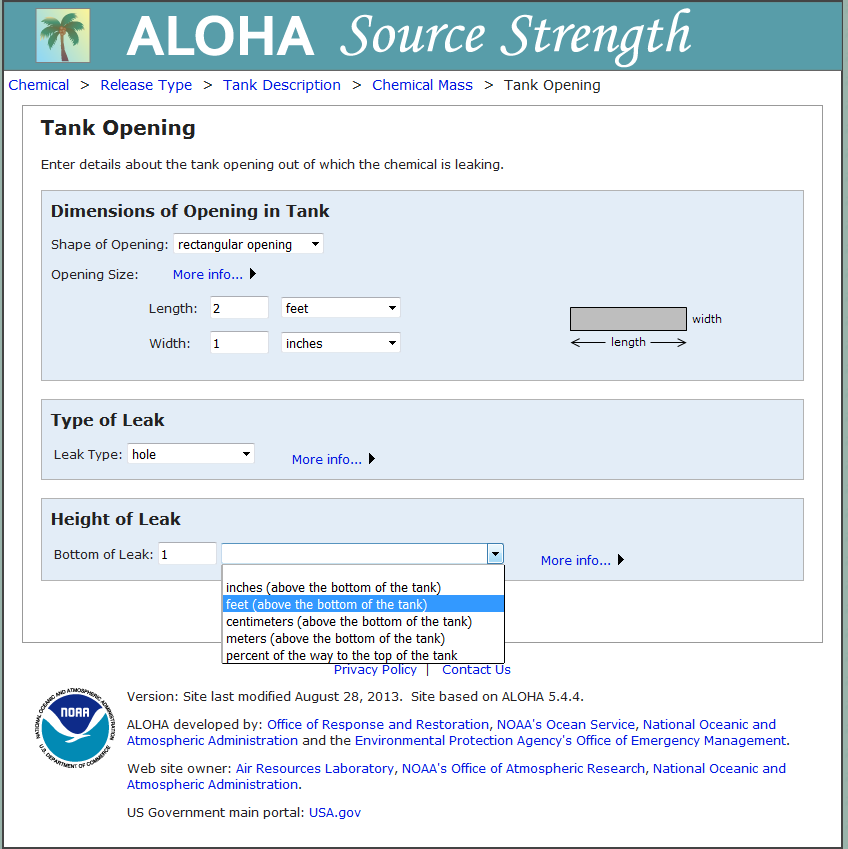 ALOHA Source Strength
Chemical > Release Type > Tank Description > Chemical Mass > Tank Opening
Tank Opening
Enter details about the tank opening out of which the chemical is leaking.
Dimensions of Opening in Tank
Shape of Opening: rectangular opening
Opening Size: More info...
Length: 2 feet
width
Width: 1 inches
length
Type of Leak
Leak Type: hole
More info...
Height of Leak
Bottom of Leak: 1
More info...
inches (above the bottom of the tank)
feet (above the bottom of the tank)
centimeters (above the bottom of the tank)
meters (above the bottom of the tank)
percent of the way to the top of the tank
Privacy Policy | Contact Us
NATIONAL OCEANIC AND ATMOSPHERIC ADMINISTRATION
NOAA
U.S. DEPARTMENT OF COMMERCE
Version: Site last modified August 28, 2013. Site based on ALOHA 5.4.4.
ALOHA developed by: Office of Response and Restoration, NOAA's Ocean Service, National Oceanic and
Atmospheric Administration and the Environmental Protection Agency's Office of Emergency Management.
Web site owner: Air Resources Laboratory, NOAA's Office of Atmospheric Research, National Oceanic and
Atmospheric Administration.
US Government main portal: USA.gov